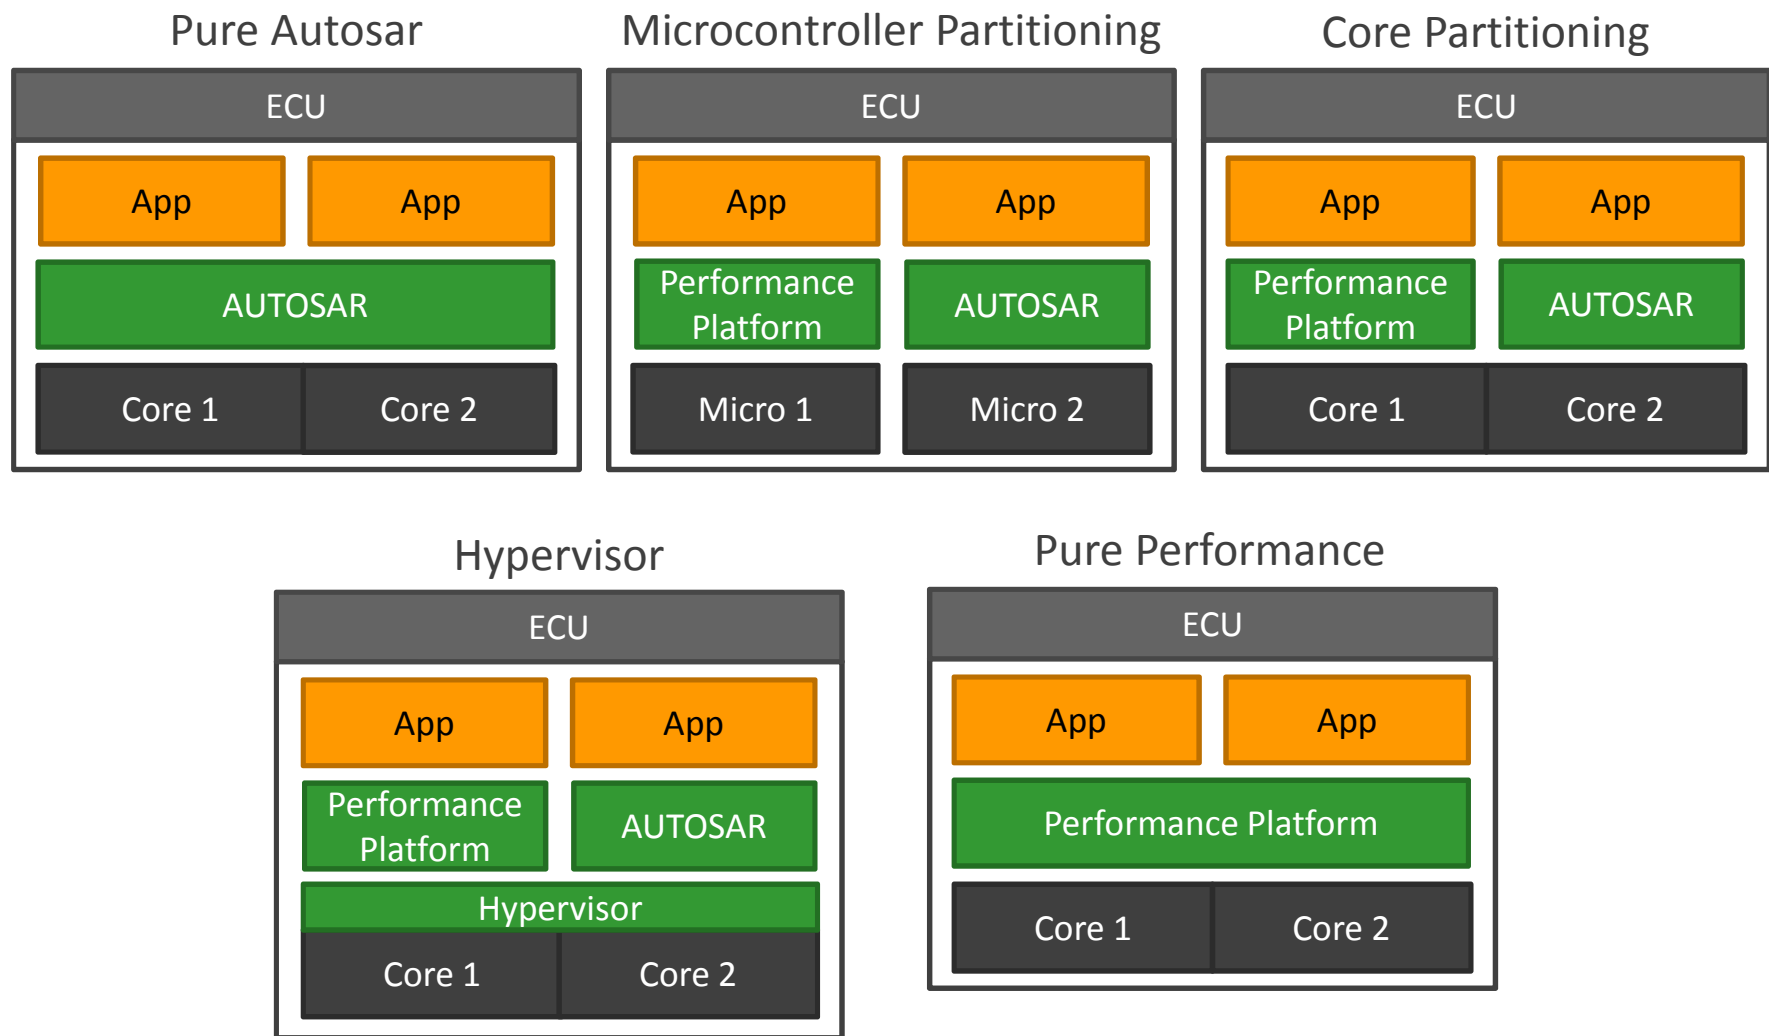 Pure Autosar
Microcontroller Partitioning
Core Partitioning
ECU
ECU
ECU
App
App
App
App
App
App
AUTOSAR
Performance
Platform
AUTOSAR
Performance
Platform
AUTOSAR
Core 1
Core 2
Micro 1
Micro 2
Core 1
Core 2
Hypervisor
Pure Performance
ECU
ECU
App
App
App
App
Performance
Platform
AUTOSAR
Performance Platform
Hypervisor
Core 1
Core 2
Core 1
Core 2